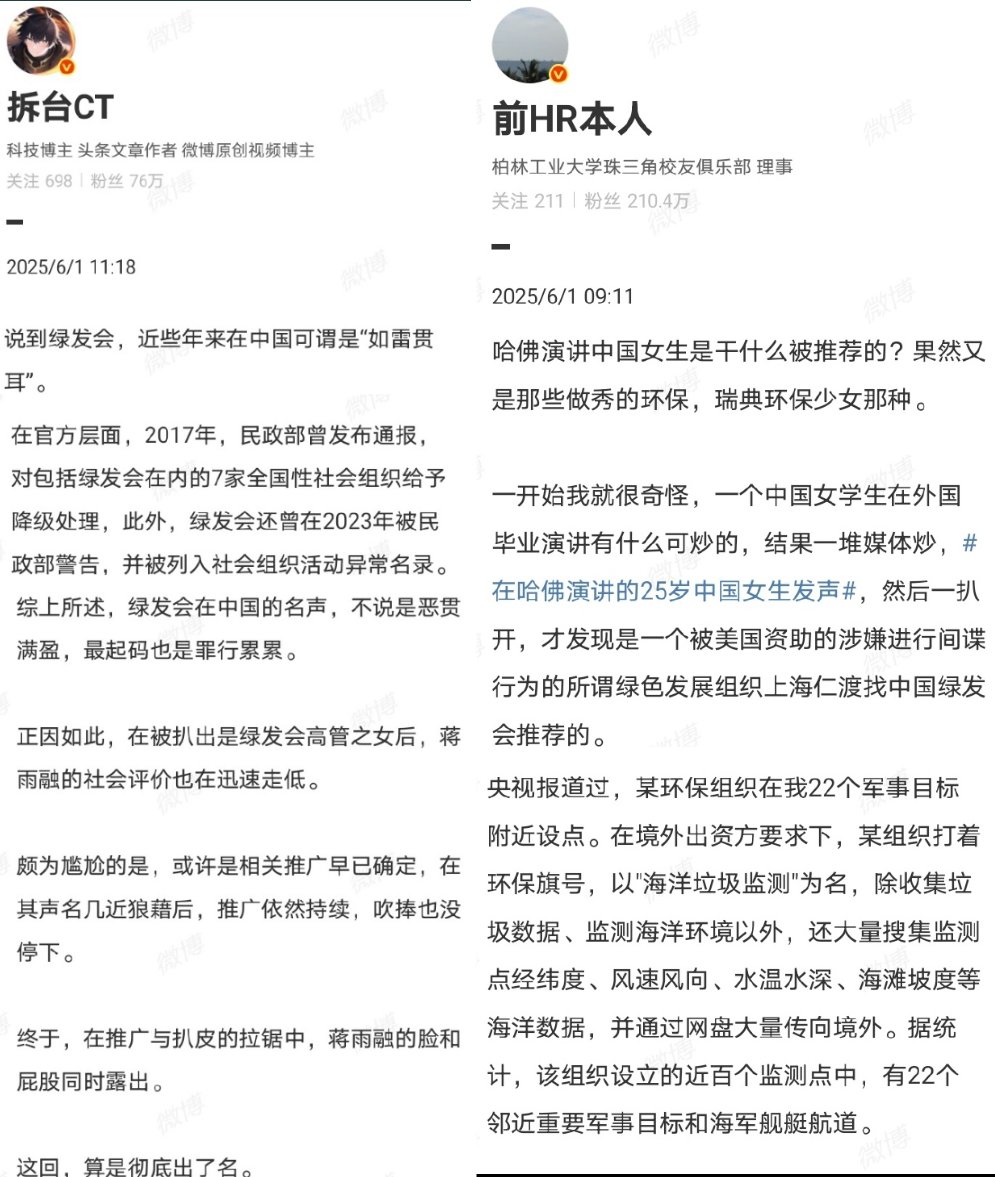 拆台CT
科技博主 头条文章作者 微博原创视频博主
关注 698 | 粉丝 76万
2025/6/1 11:18
说到绿发会，近些年来在中国可谓是“如雷贯
耳”。
在官方层面，2017年，民政部曾发布通报，
对包括绿发会在内的7家全国性社会组织给予
降级处理，此外，绿发会还曾在2023年被民
政部警告，并被列入社会组织活动异常名录。
综上所述，绿发会在中国的名声，不说是恶贯
满盈，最起码也是罪行累累。
正因如此，在被扒出是绿发会高管之女后，蒋
雨融的社会评价也在迅速走低。
颇为尴尬的是，或许是相关推广早已确定，在
其声名几近狼藉后，推广依然持续，吹捧也没
停下。
终于，在推广与扒皮的拉锯中，蒋雨融的脸和
屁股同时露出。
这回，算是彻底出了名。
前HR本人
柏林工业大学珠三角校友俱乐部 理事
关注 211 | 粉丝 210.4万
2025/6/1 09:11
哈佛演讲中国女生是干什么被推荐的？果然又
是那些做秀的环保，瑞典环保少女那种。
一开始我就很奇怪，一个中国女学生在外国
毕业演讲有什么可炒的，结果一堆媒体炒，#
在哈佛演讲的25岁中国女生发声#，然后一扒
开，才发现是一个被美国资助的涉嫌进行间谍
行为的所谓绿色发展组织上海仁渡找中国绿发
会推荐的。
央视报道过，某环保组织在我22个军事目标
附近设点。在境外出资方要求下，某组织打着
环保旗号，以"海洋垃圾监测"为名，除收集垃
圾数据、监测海洋环境以外，还大量搜集监测
点经纬度、风速风向、水温水深、海滩坡度等
海洋数据，并通过网盘大量传向境外。据统
计，该组织设立的近百个监测点中，有22个
邻近重要军事目标和海军舰艇航道。
微博